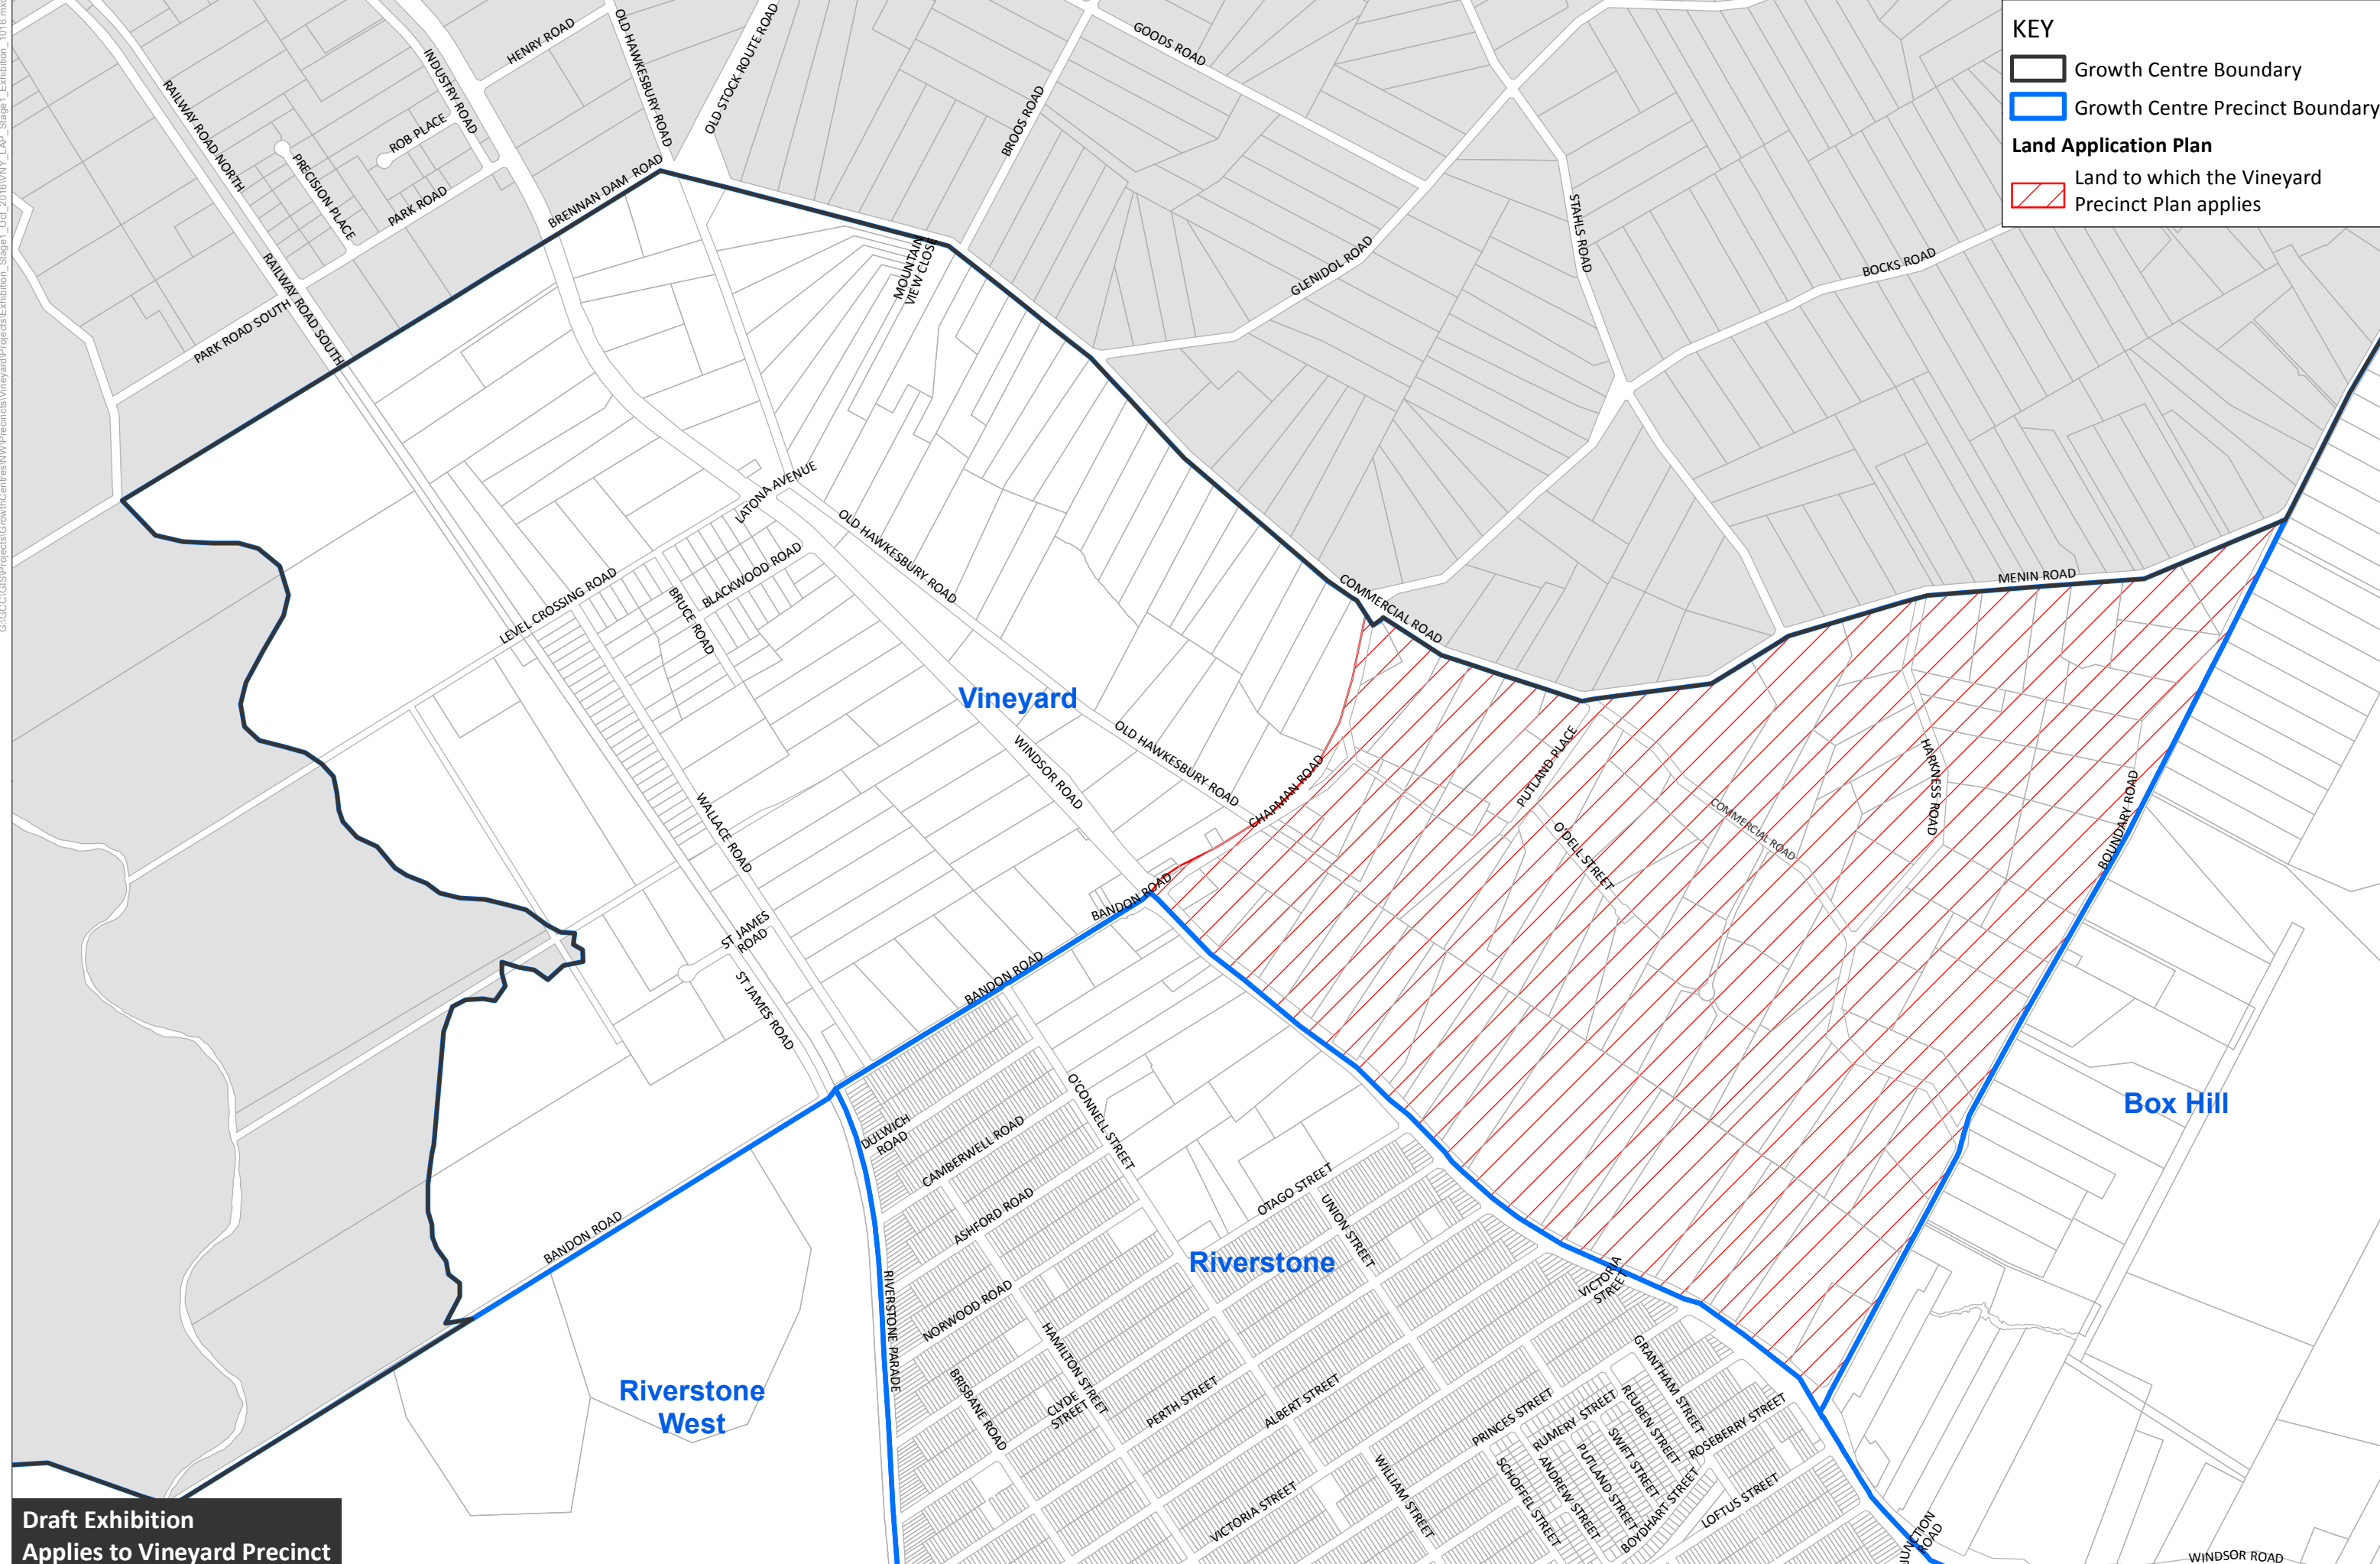 KEY
Growth Centre Boundary
Growth Centre Precinct Boundary
Land Application Plan
Land to which the Vineyard
Precinct Plan applies
HENRY ROAD
OLD HAWKESBURY ROAD
OLD STOCK ROUTE ROAD
GOODS ROAD
INDUSTRY ROAD
RAILWAY ROAD NORTH
ROB PLACE
PRECISION PLACE
PARK ROAD
BROOS ROAD
BRENNAN DAM ROAD
STAHLS ROAD
BOCKS ROAD
GLENIDOL ROAD
MOUNTAIN
VIEW CLOSE
RAILWAY ROAD SOUTH
PARK ROAD SOUTH
LATONA AVENUE
OLD HAWKESBURY ROAD
BLACKWOOD ROAD
LEVEL CROSSING ROAD
BRUCE ROAD
COMMERCIAL ROAD
MENIN ROAD
Vineyard
OLD HAWKESBURY ROAD
WINDSOR ROAD
CHAPMAN ROAD
PUTLAND PLACE
HARKNESS ROAD
COMMERCIAL ROAD
BOUNDARY ROAD
O'DELL STREET
WALLACE ROAD
BANDON ROAD
ST JAMES
ROAD
ST JAMES ROAD
BANDON ROAD
Box Hill
O'CONNELL STREET
DULWICH
ROAD
CAMBERWELL ROAD
ASHFORD ROAD
OTAGO STREET
UNION STREET
BANDON ROAD
Riverstone
VICTORIA
STREET
RIVERSTONE PARADE
NORWOOD ROAD
HAMILTON STREET
GRANTHAM STREET
Riverstone
West
BRISBANE ROAD
CLYDE
STREET
PERTH STREET
ALBERT STREET
PRINCES STREET
RUMERY STREET
REUBEN STREET
ROSEBERRY STREET
SWIFT STREET
PUTLAND STREET
ANDREW STREET
SCHOFFEL STREET
WILLIAM STREET
VICTORIA STREET
BOYDHART STREET
LOFTUS STREET
JUNCTION
ROAD
WINDSOR ROAD
Draft Exhibition
Applies to Vineyard Precinct